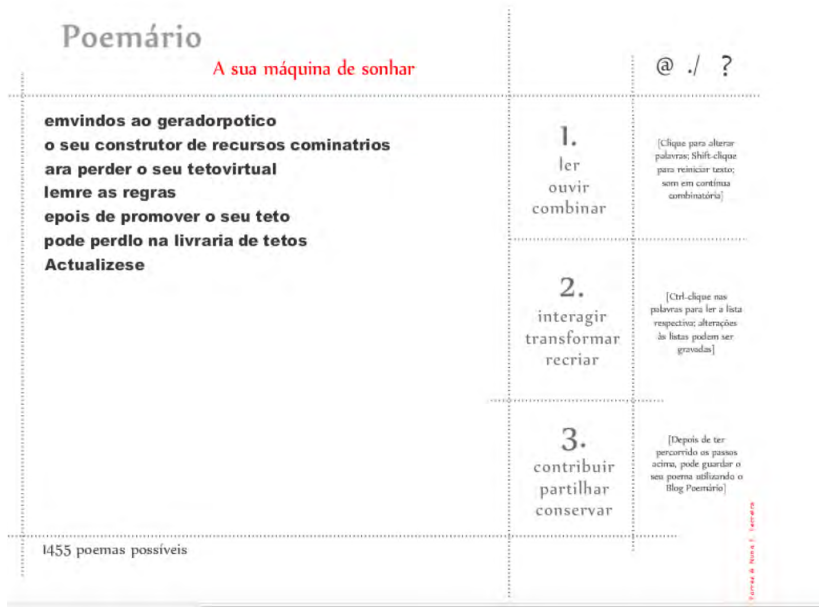 Poemário
A sua máquina de sonhar
@ ./ ?
emvindos ao geradorpotico
o seu construtor de recursos cominatrios
ara perder o seu tetovirtual
lemre as regras
epois de promover o seu teto
pode perdlo na livraria de tetos
Actualizese
1.
ler
ouvir
combinar
[Clique para alterar
palavras; Shift-clique
para reiniciar texto;
som em contínua
combinatória]
2.
interagir
transformar
recriar
[Ctrl-clique nas
palavras para ler a lista
respectiva; alterações
às listas podem ser
gravadas]
3.
contribuir
partilhar
conservar
[Depois de ter
percorrido os passos
acima, pode guardar o
seu poema utilizando o
Blog Poemário]
1455 poemas possíveis
Torres & Nuno F. Ferreira